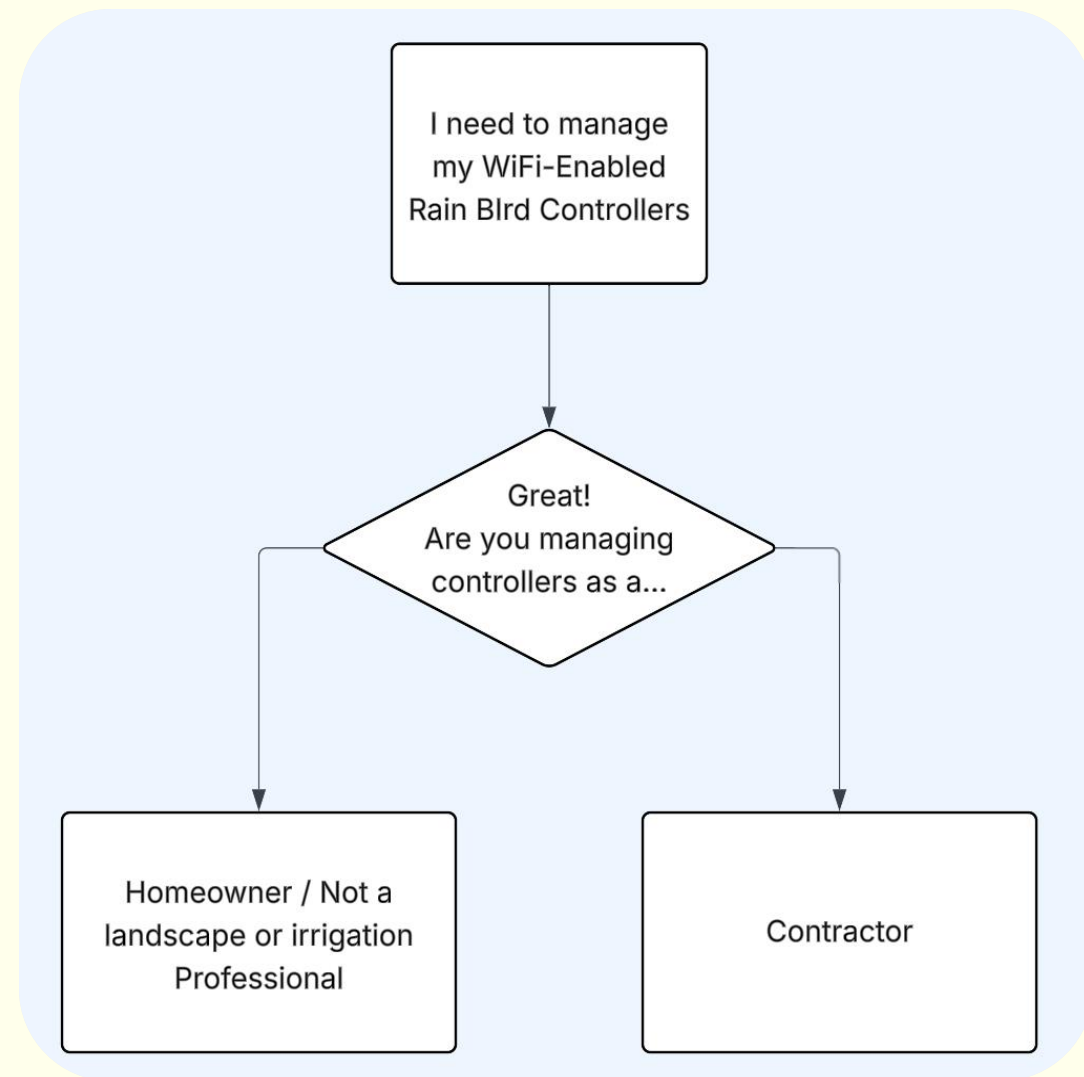 I need to manage
my WiFi-Enabled
Rain BIrd Controllers
Great!
Are you managing
controllers as a...
Homeowner / Not a
landscape or irrigation
Professional
Contractor